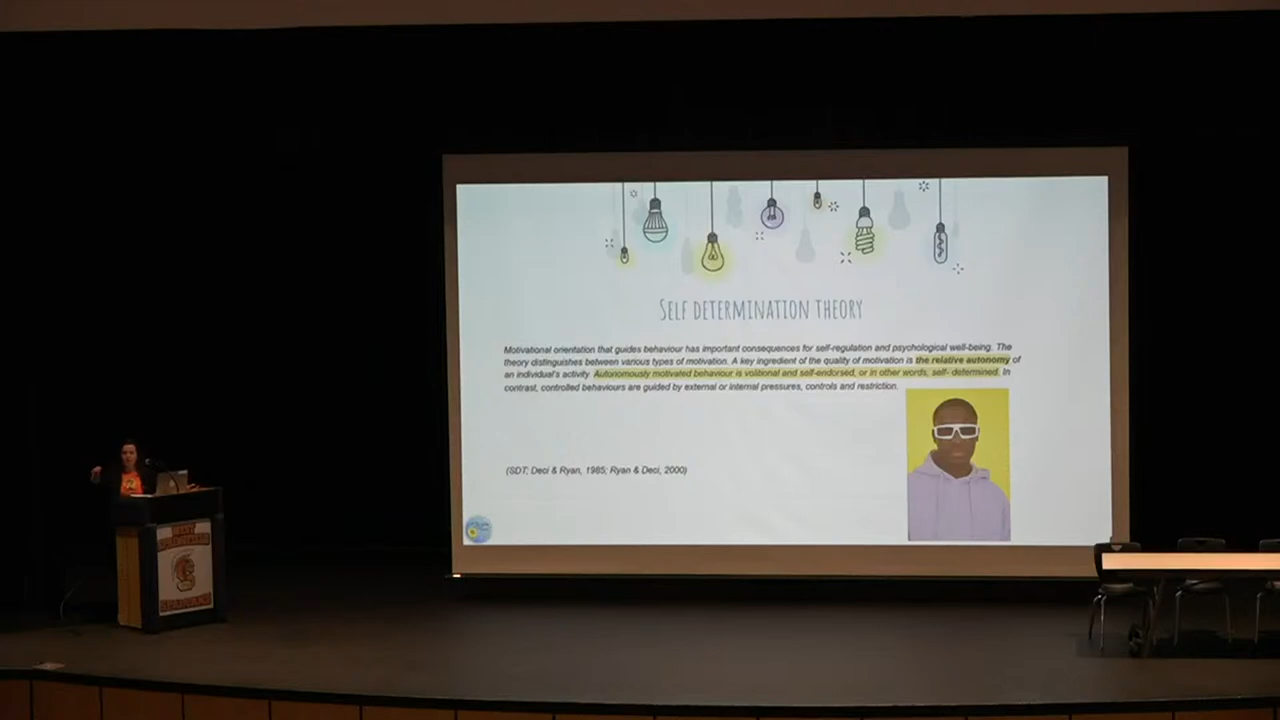 SELF DETERMINATION THEORY
Motivational orientation that guides behaviour has important consequences for self-regulation and psychological well-being. The
theory distinguishes between various types of motivation. A key ingredient of the quality of motivation is the relative autonomy of
an individual's activity. Autonomously motivated behaviour is volitional and self-endorsed, or in other words, self- determined. In
contrast, controlled behaviours are guided by external or internal pressures, controls and restriction.
(SDT; Deci & Ryan, 1985; Ryan & Deci, 2000)
WEST
SPRINGFIELD
SPARTANS